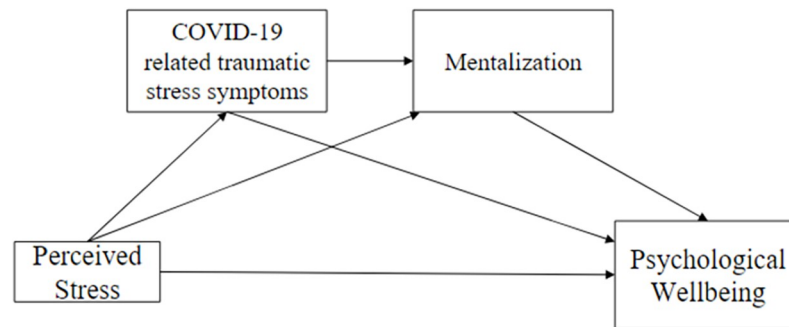 COVID-19
related traumatic
stress symptoms
Mentalization
Perceived
Stress
Psychological
Wellbeing